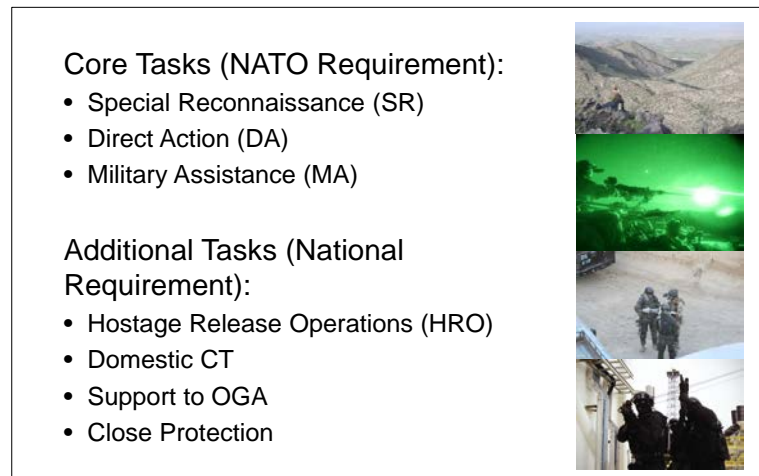 Core Tasks (NATO Requirement):
• Special Reconnaissance (SR)
• Direct Action (DA)
• Military Assistance (MA)
Additional Tasks (National
Requirement):
• Hostage Release Operations (HRO)
• Domestic CT
• Support to OGA
• Close Protection